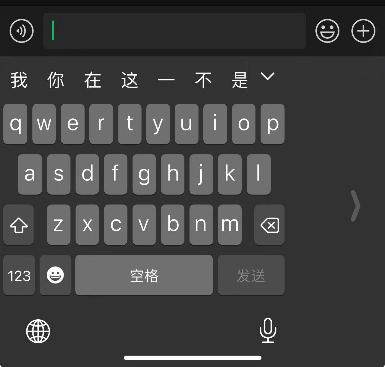 我 你 在 这 一 不 是
q w e r t y u i o p
a s d f g h j k l
z x c v b n m
123 空格 发送